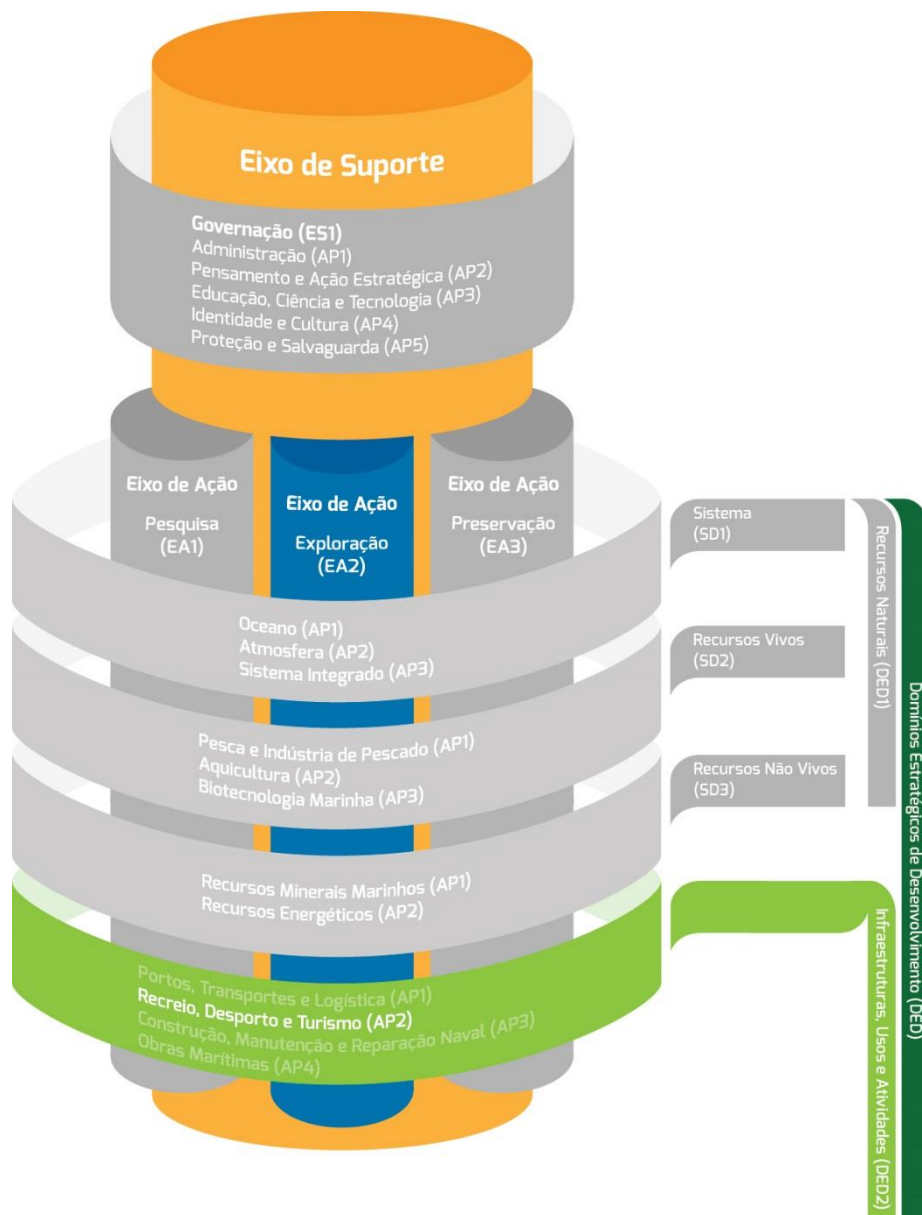 Eixo de Suporte
Governação (ES1)
Administração (AP1)
Pensamento e Ação Estratégica (AP2)
Educação, Ciência e Tecnologia (AP3)
Identidade e Cultura (AP4)
Proteção e Salvaguarda (AP5)
Eixo de Ação
Pesquisa
(EA1)
Eixo de Ação
Exploração
(EA2)
Eixo de Ação
Preservação
(EA3)
Oceano (AP1)
Atmosfera (AP2)
Sistema Integrado (AP3)
Pesca e Indústria de Pescado (AP1)
Aquicultura (AP2)
Biotecnologia Marinha (AP3)
Recursos Minerais Marinhos (AP1)
Recursos Energéticos (AP2)
Portos, Transportes e Logística (AP1)
Recreio, Desporto e Turismo (AP2)
Construção, Manutenção e Reparação Naval (AP3)
Obras Marítimas (AP4)
Sistema
(SD1)
Recursos Vivos
(SD2)
Recursos Não Vivos
(SD3)
Recursos Naturais (DED1)
Infraestruturas, Usos e Atividades (DED2)
Domínios Estratégicos de Desenvolvimento (DED)